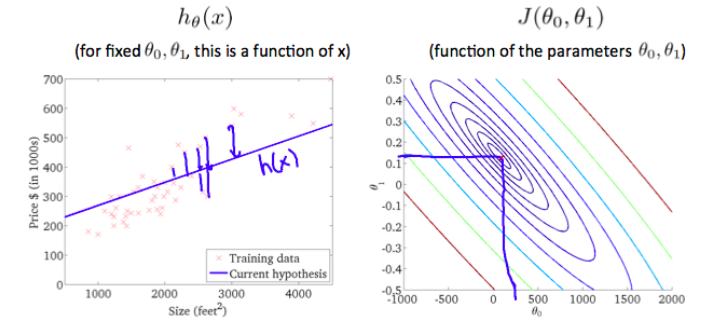 hθ(x)
(for fixed θ₀, θ₁, this is a function of x)
700
600
500
400
300
200
100
0
Price $ (in 1000s)
1000 2000 3000 4000
Size (feet²)
h(x)
Training data
Current hypothesis
J(θ₀, θ₁)
(function of the parameters θ₀, θ₁)
0.5
0.4
0.3
0.2
0.1
0
-0.1
-0.2
-0.3
-0.4
-0.5
θ₁
-1000 -500 0 500 1000 1500 2000
θ₀